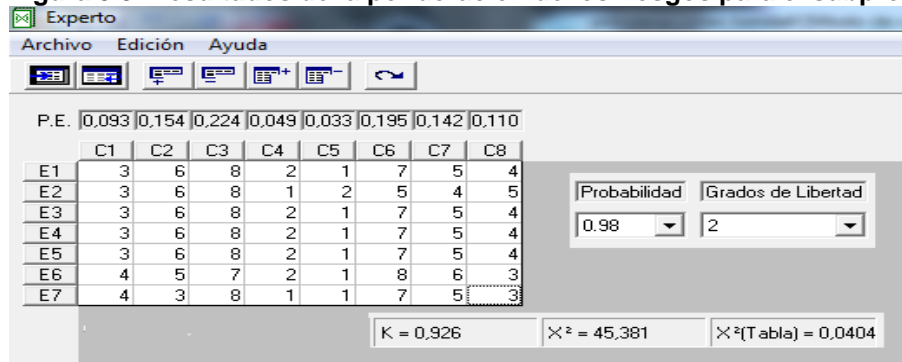 Experto
Archivo Edición Ayuda
P.E. 0,093 0,154 0,224 0,049 0,033 0,195 0,142 0,110
C1 C2 C3 C4 C5 C6 C7 C8
E1 3 6 8 2 1 7 5 4
E2 3 6 8 1 2 5 4 5
E3 3 6 8 2 1 7 5 4
E4 3 6 8 2 1 7 5 4
E5 3 6 8 2 1 7 5 4
E6 4 5 7 2 1 8 6 3
E7 4 3 8 1 1 7 5 3
Probabilidad Grados de Libertad
0.98 2
K = 0,926 X² = 45,381 X²(Tabla) = 0,0404